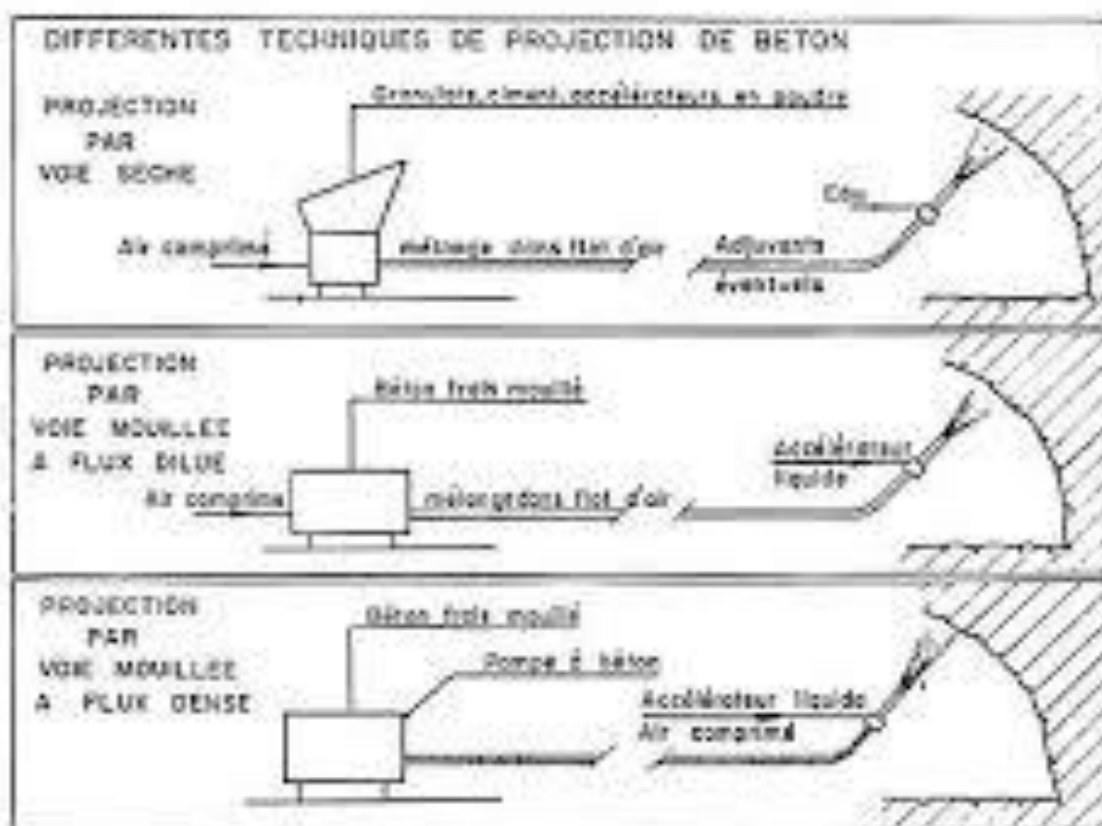 DIFFERENTES TECHNIQUES DE PROJECTION DE BETON
PROJECTION
PAR
VOIE SECHE
Granulats, ciment, accélérateurs en poudre
Eau
Air comprimé
mélange dans flot d'air
Adjuvants
éventuels
PROJECTION
PAR
VOIE MOUILLEE
A FLUX DILUE
Béton frais mouillé
Accélérateur
liquide
Air comprimé
mélange dans flot d'air
PROJECTION
PAR
VOIE MOUILLEE
A FLUX DENSE
Béton frais mouillé
Pompe à béton
Accélérateur liquide
Air comprimé